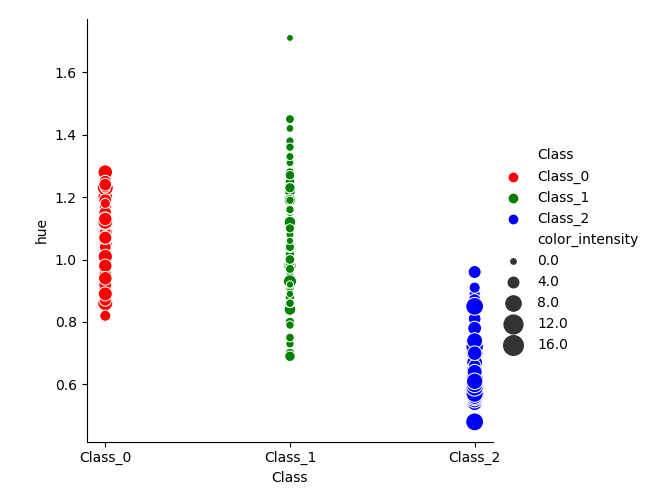 1.6
1.4
1.2
1.0
0.8
0.6
hue
Class_0
Class_1
Class_2
Class
Class
Class_0
Class_1
Class_2
color_intensity
0.0
4.0
8.0
12.0
16.0